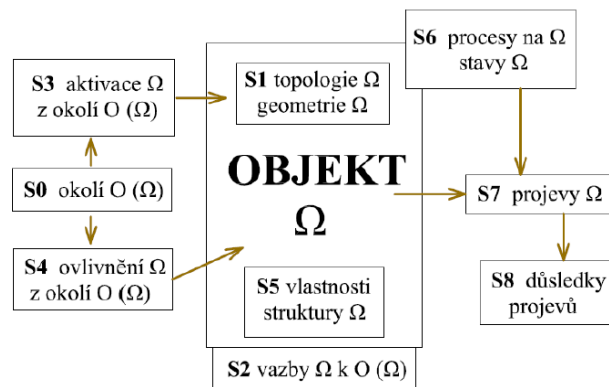 S6 procesy na Ω
stavy Ω
S3 aktivace Ω
z okolí O (Ω)
S1 topologie Ω
geometrie Ω
OBJEKT
Ω
S0 okolí O (Ω)
S7 projevy Ω
S4 ovlivnční Ω
z okolí O (Ω)
S5 vlastnosti
struktury Ω
S8 důsledky
projevů
S2 vazby Ω k O (Ω)